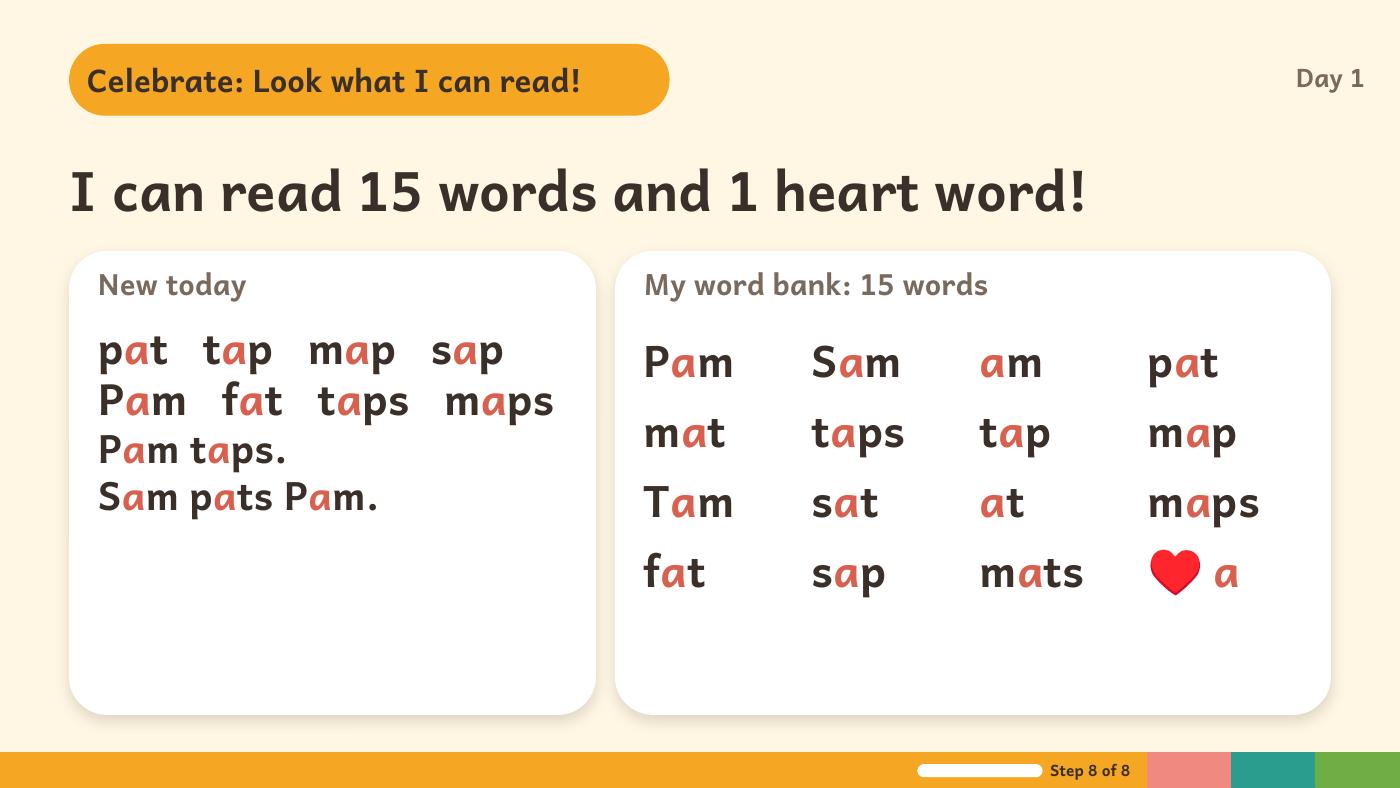 Celebrate: Look what I can read!
Day 1
I can read 15 words and 1 heart word!
New today
pat tap map sap
Pam fat taps maps
Pam taps.
Sam pats Pam.
My word bank: 15 words
Pam Sam am pat
mat taps tap map
Tam sat at maps
fat sap mats ❤️ a
Step 8 of 8